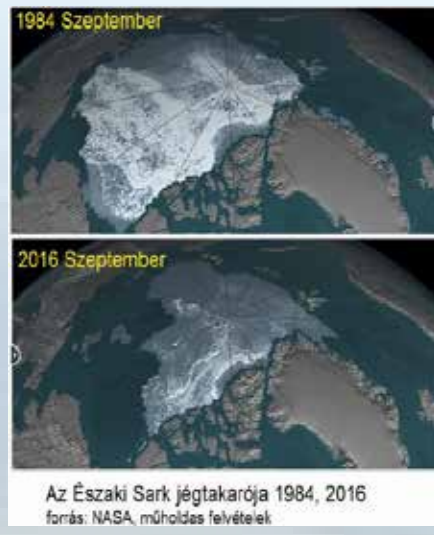 1984 Szeptember
2016 Szeptember
Az Északi Sark jégtakarója 1984, 2016
forrás: NASA, műholdas felvételek